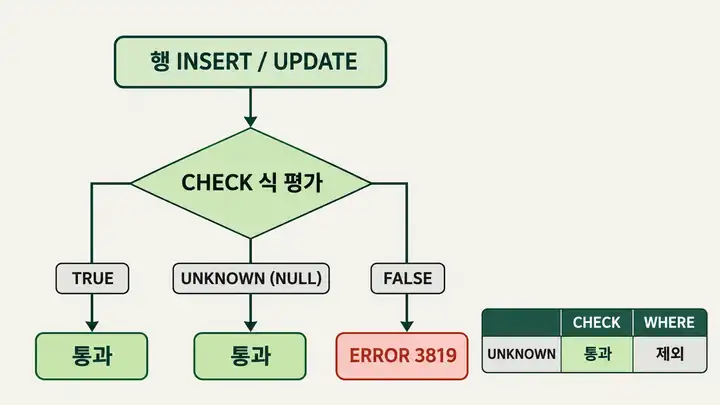 행 INSERT / UPDATE
CHECK 식 평가
TRUE
UNKNOWN (NULL)
FALSE
통과
통과
ERROR 3819
CHECK WHERE
UNKNOWN 통과 제외